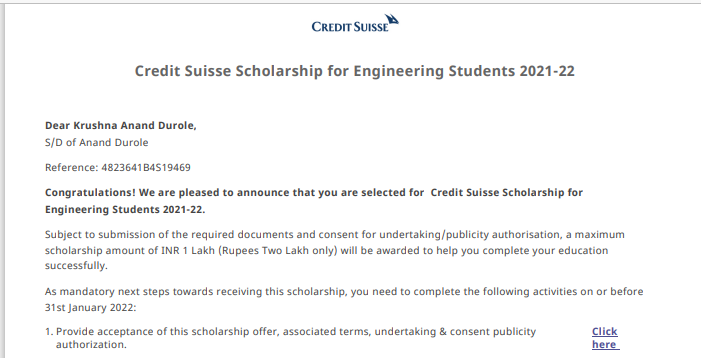 CREDIT SUISSE
Credit Suisse Scholarship for Engineering Students 2021-22
Dear Krushna Anand Durole,
S/D of Anand Durole
Reference: 4823641B4S19469
Congratulations! We are pleased to announce that you are selected for Credit Suisse Scholarship for
Engineering Students 2021-22.
Subject to submission of the required documents and consent for undertaking/publicity authorisation, a maximum
scholarship amount of INR 1 Lakh (Rupees Two Lakh only) will be awarded to help you complete your education
successfully.
As mandatory next steps towards receiving this scholarship, you need to complete the following activities on or before
31st January 2022:
1. Provide acceptance of this scholarship offer, associated terms, undertaking & consent publicity
authorization.
Click
here